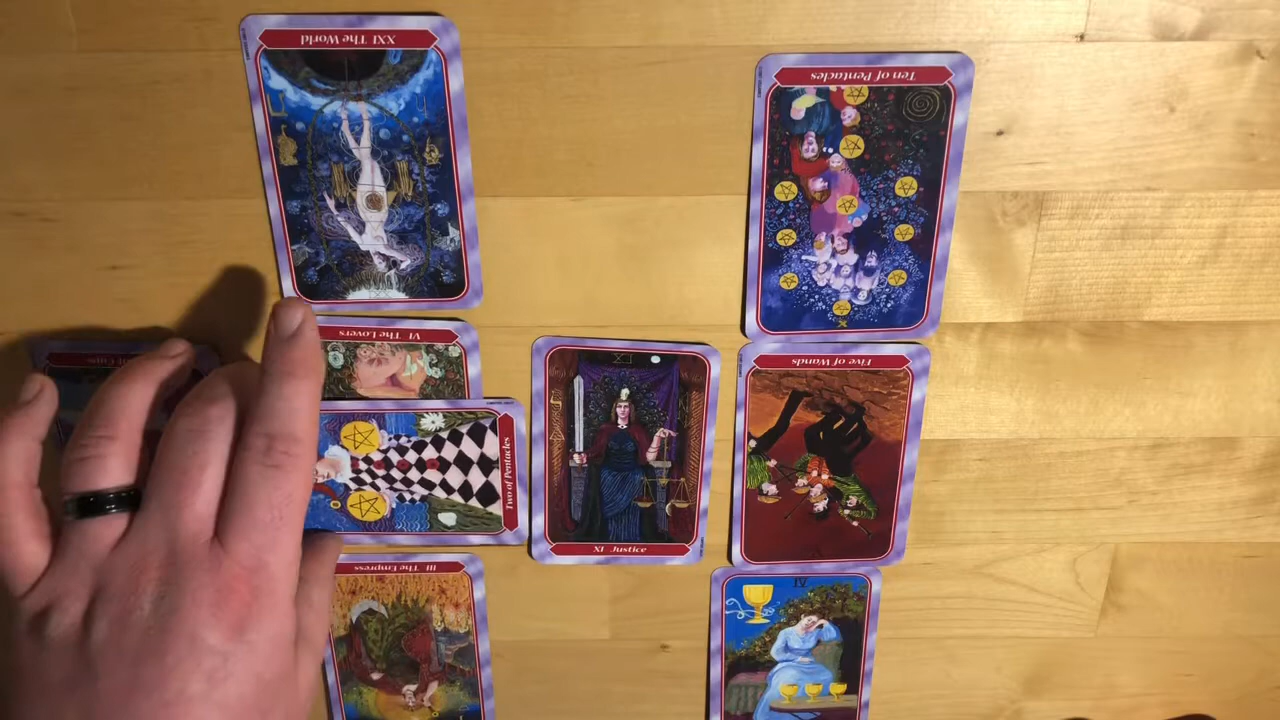 XXI The World
Ten of Pentacles
VI The Lovers
XI
Five of Wands
Two of Pentacles
XI Justice
III The Empress
IV
X
V